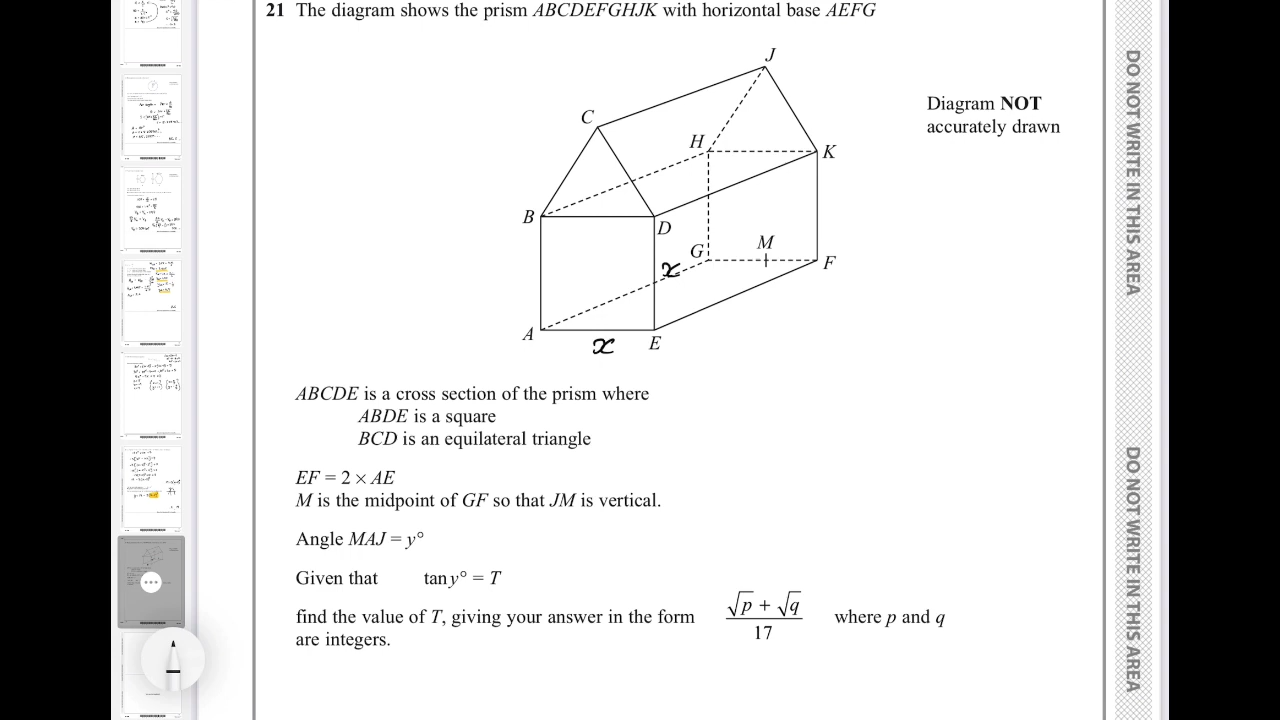 21 The diagram shows the prism ABCDEFGHJK with horizontal base AEFG
J
Diagram NOT
accurately drawn
C
H
K
B
D
M
G
F
x
A
x
E
ABCDE is a cross section of the prism where
ABDE is a square
BCD is an equilateral triangle
EF = 2 × AE
M is the midpoint of GF so that JM is vertical.
Angle MAJ = y°
Given that tan y° = T
find the value of T, giving your answer in the form (√p + √q)/17 where p and q
are integers.
DO NOT WRITE IN THIS AREA
DO NOT WRITE IN THIS AREA